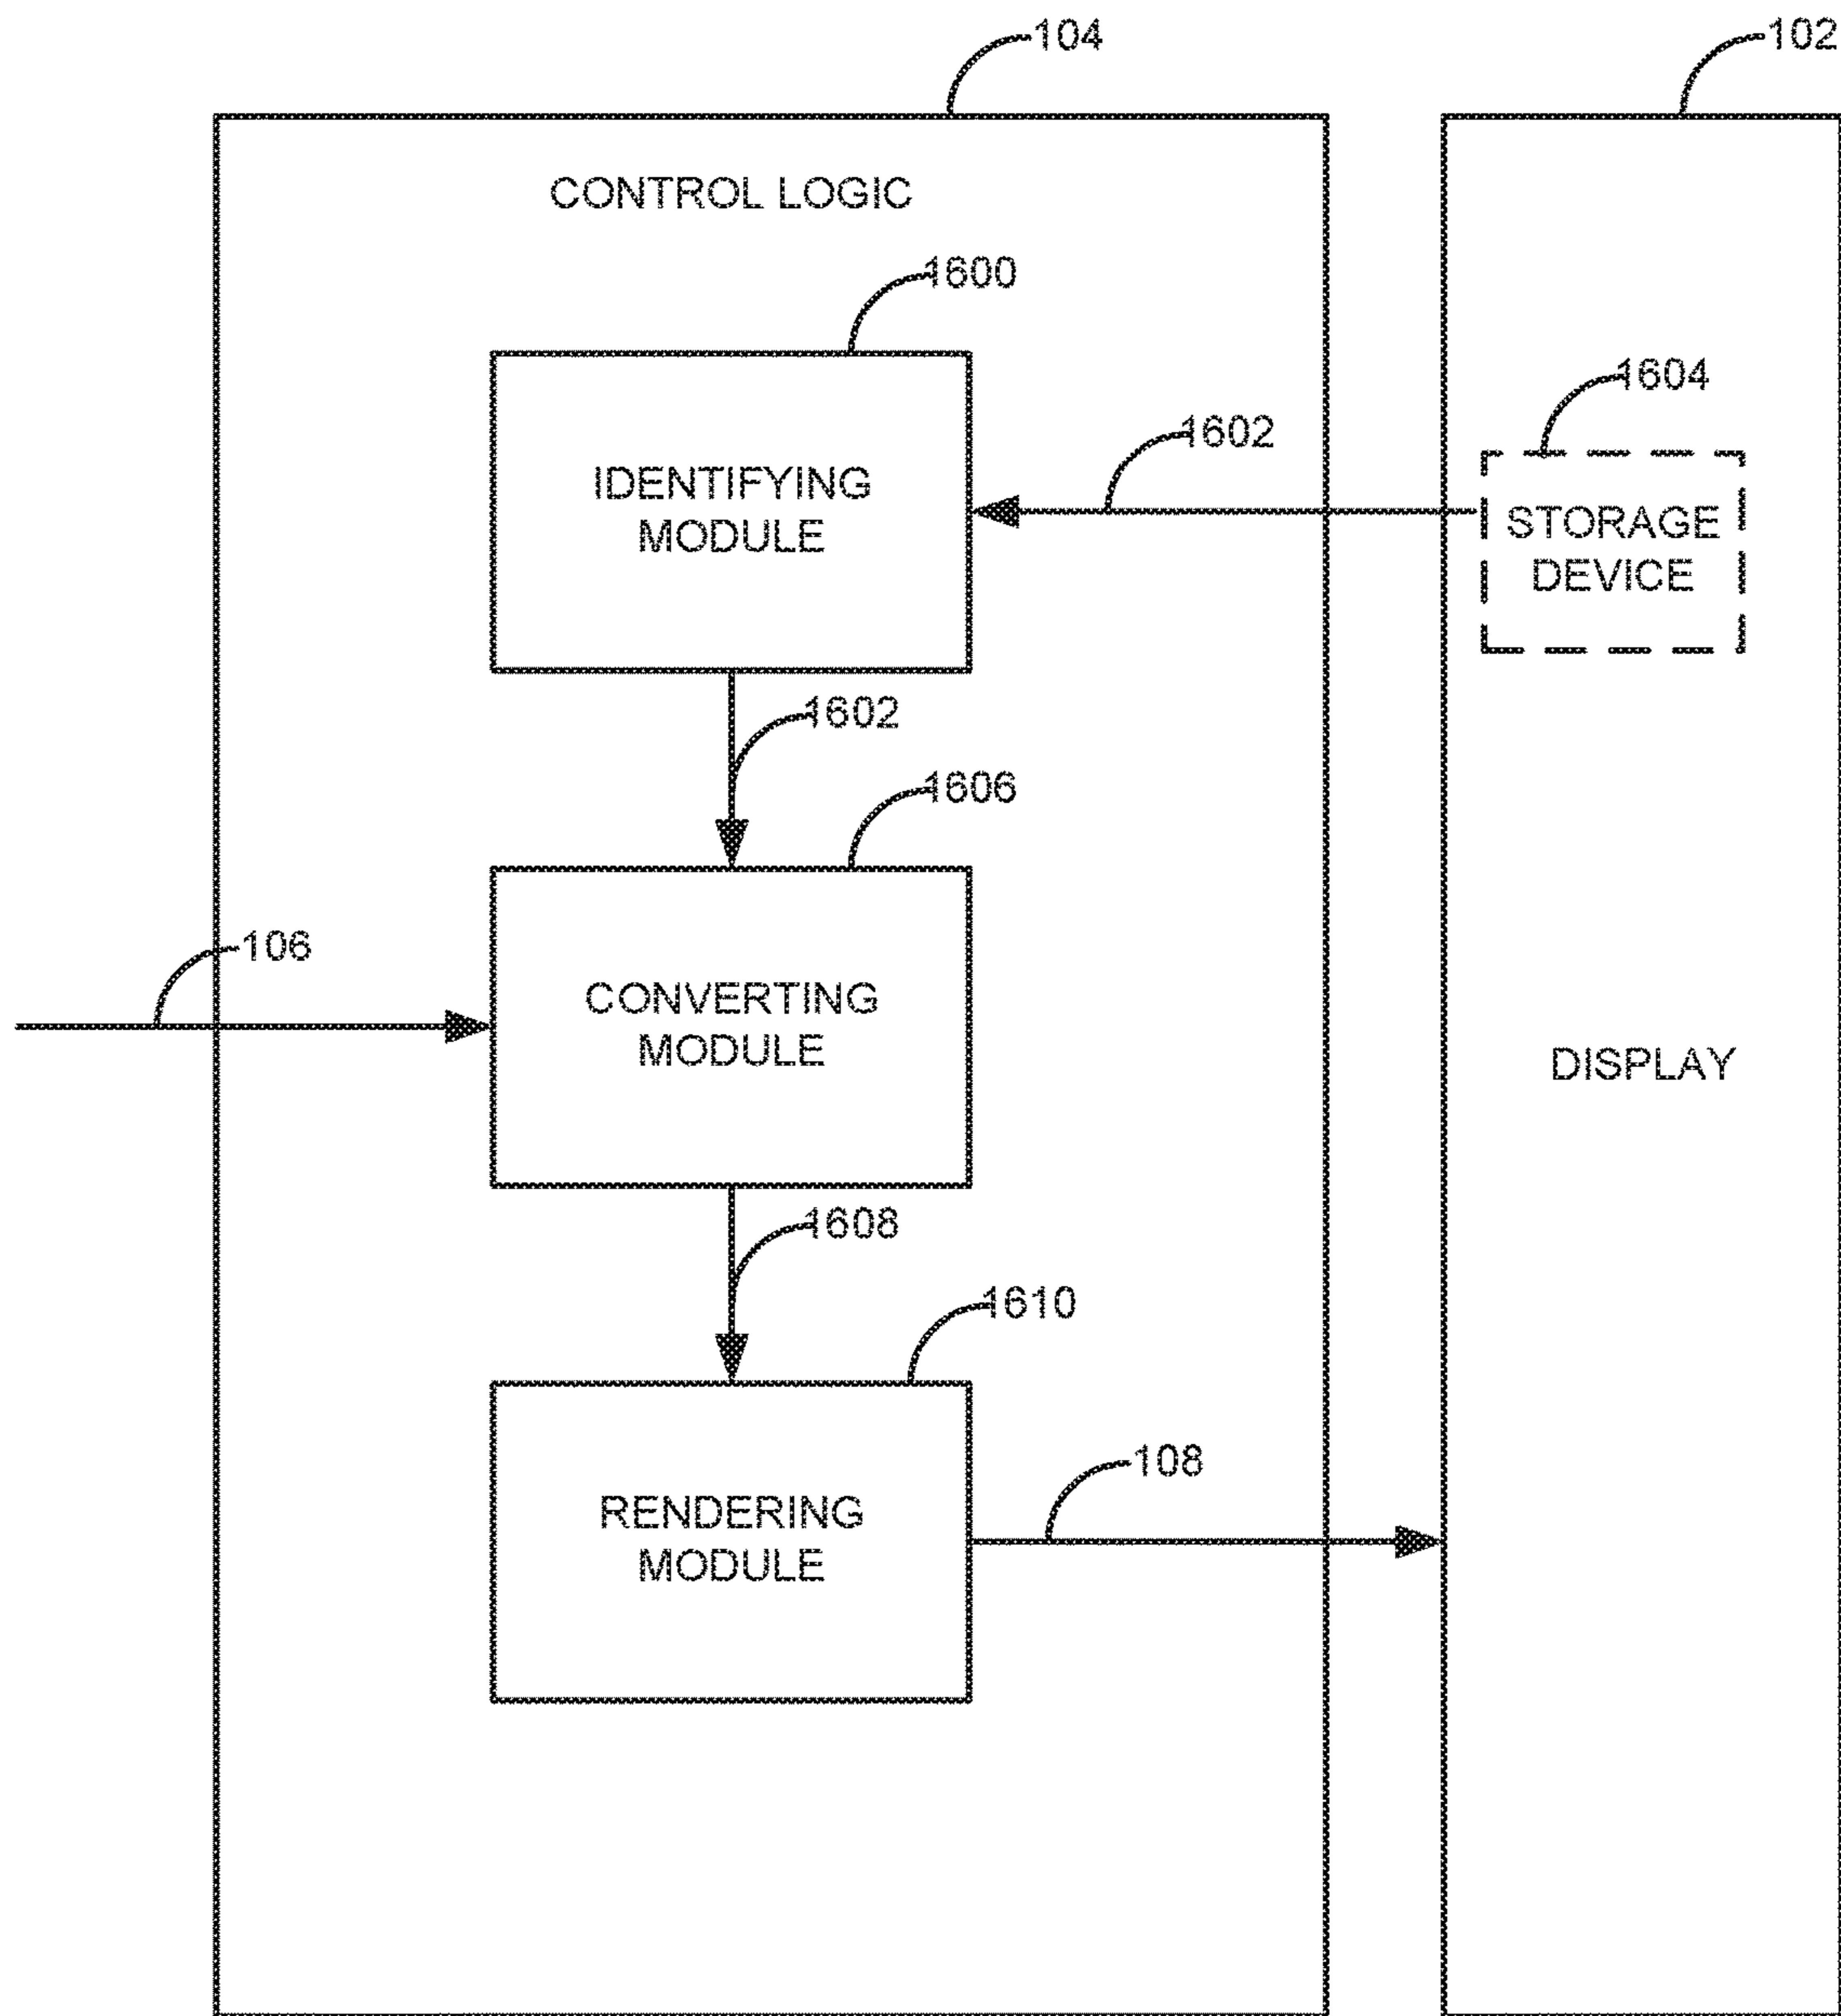 104
102
CONTROL LOGIC
1600
1604
1602
IDENTIFYING
MODULE
STORAGE
DEVICE
1602
1606
106
CONVERTING
MODULE
DISPLAY
1608
1610
108
RENDERING
MODULE